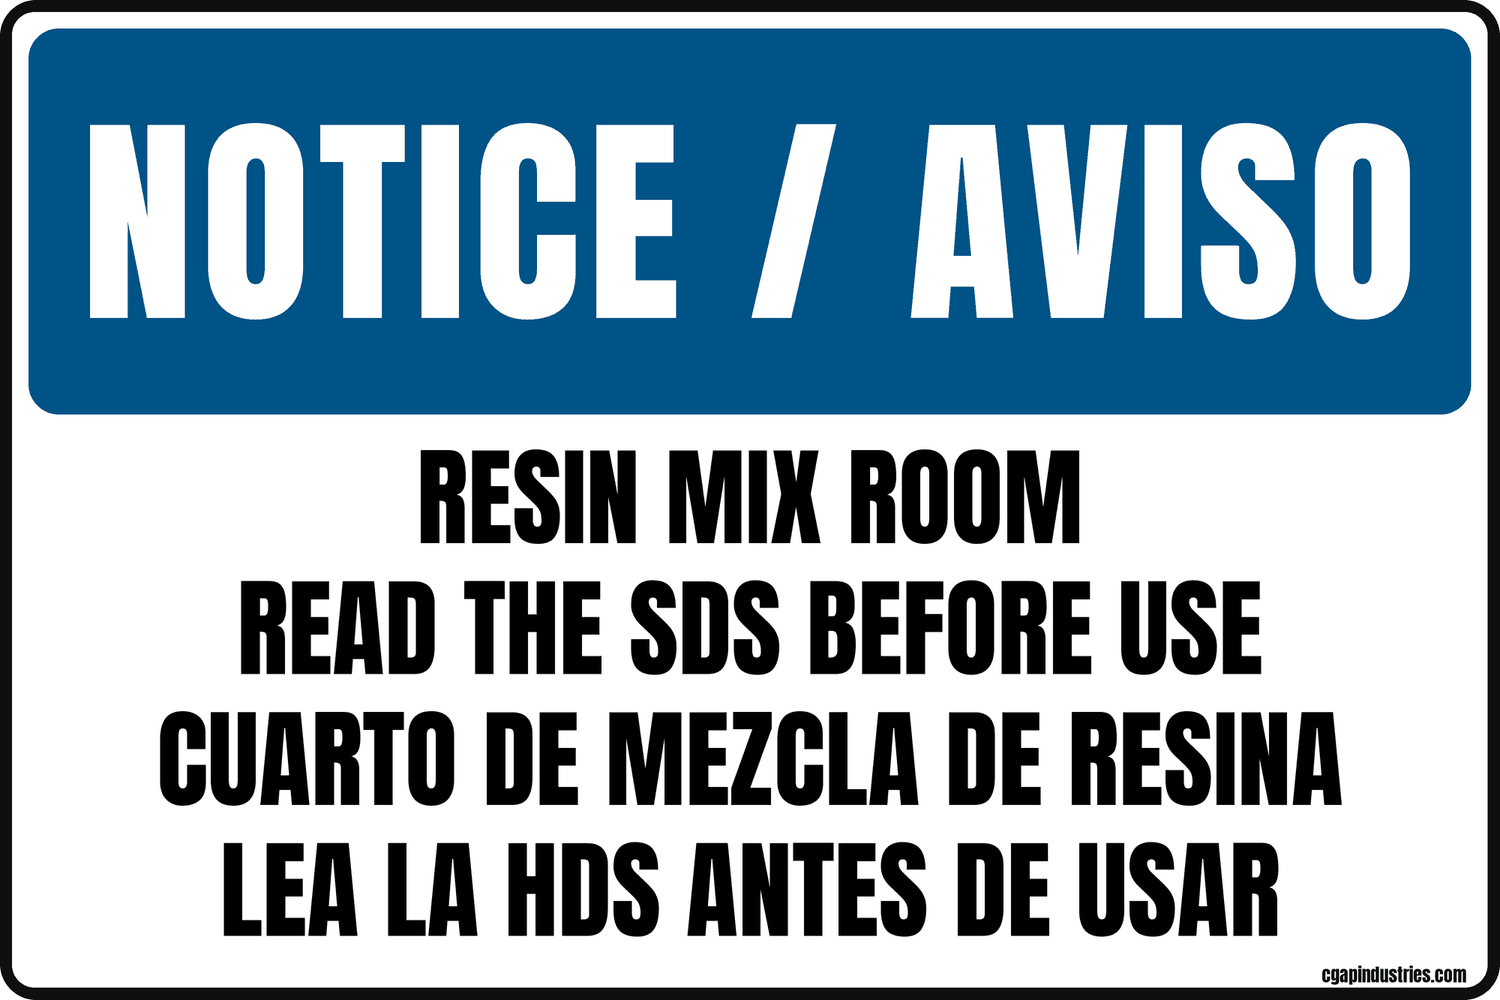 NOTICE / AVISO
RESIN MIX ROOM
READ THE SDS BEFORE USE
CUARTO DE MEZCLA DE RESINA
LEA LA HDS ANTES DE USAR
cgapindustries.com